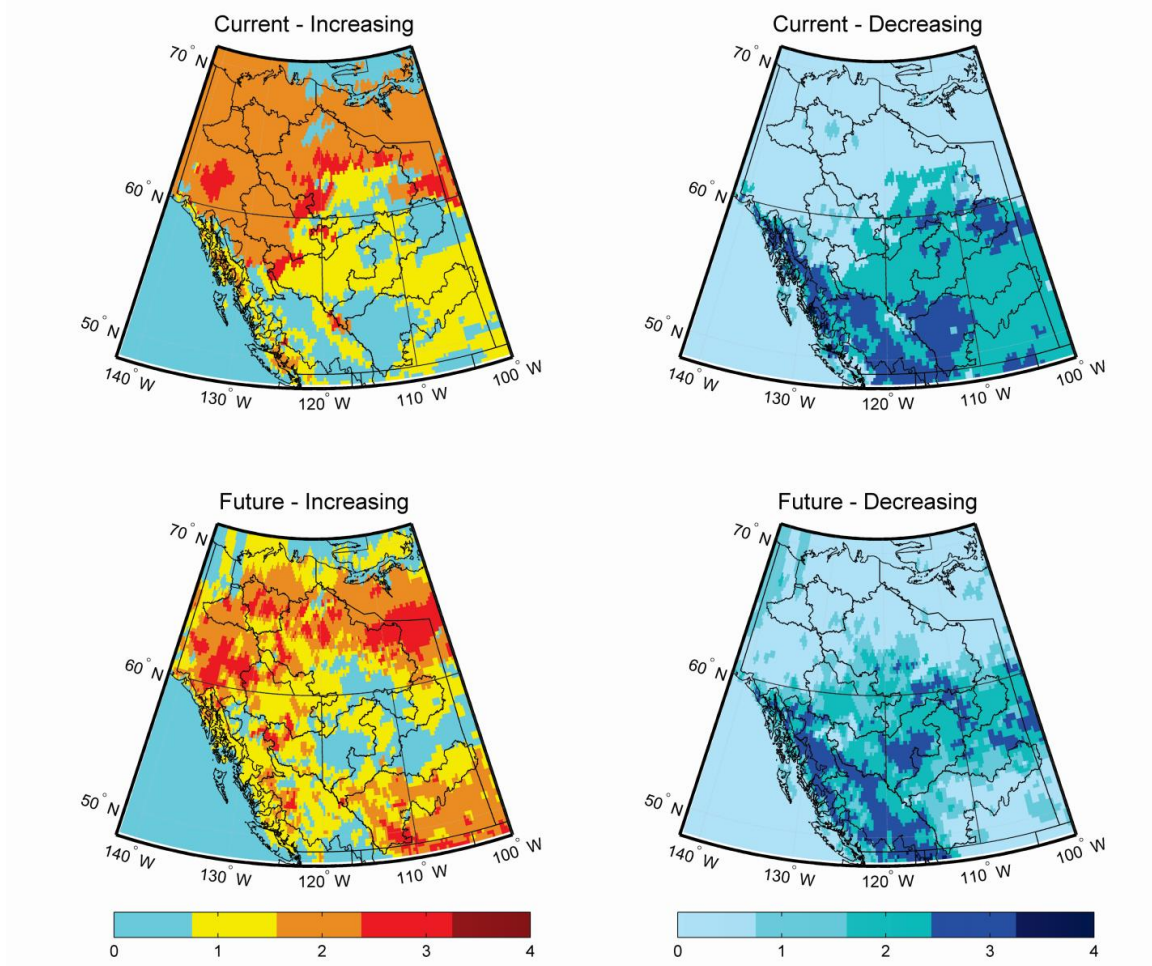 Current - Increasing
Current - Decreasing
70° N
70° N
60° N
60° N
50° N
50° N
140° W
130° W
120° W
110° W
100° W
140° W
130° W
120° W
110° W
100° W
Future - Increasing
Future - Decreasing
70° N
70° N
60° N
60° N
50° N
50° N
140° W
130° W
120° W
110° W
100° W
140° W
130° W
120° W
110° W
100° W
0 1 2 3 4
0 1 2 3 4